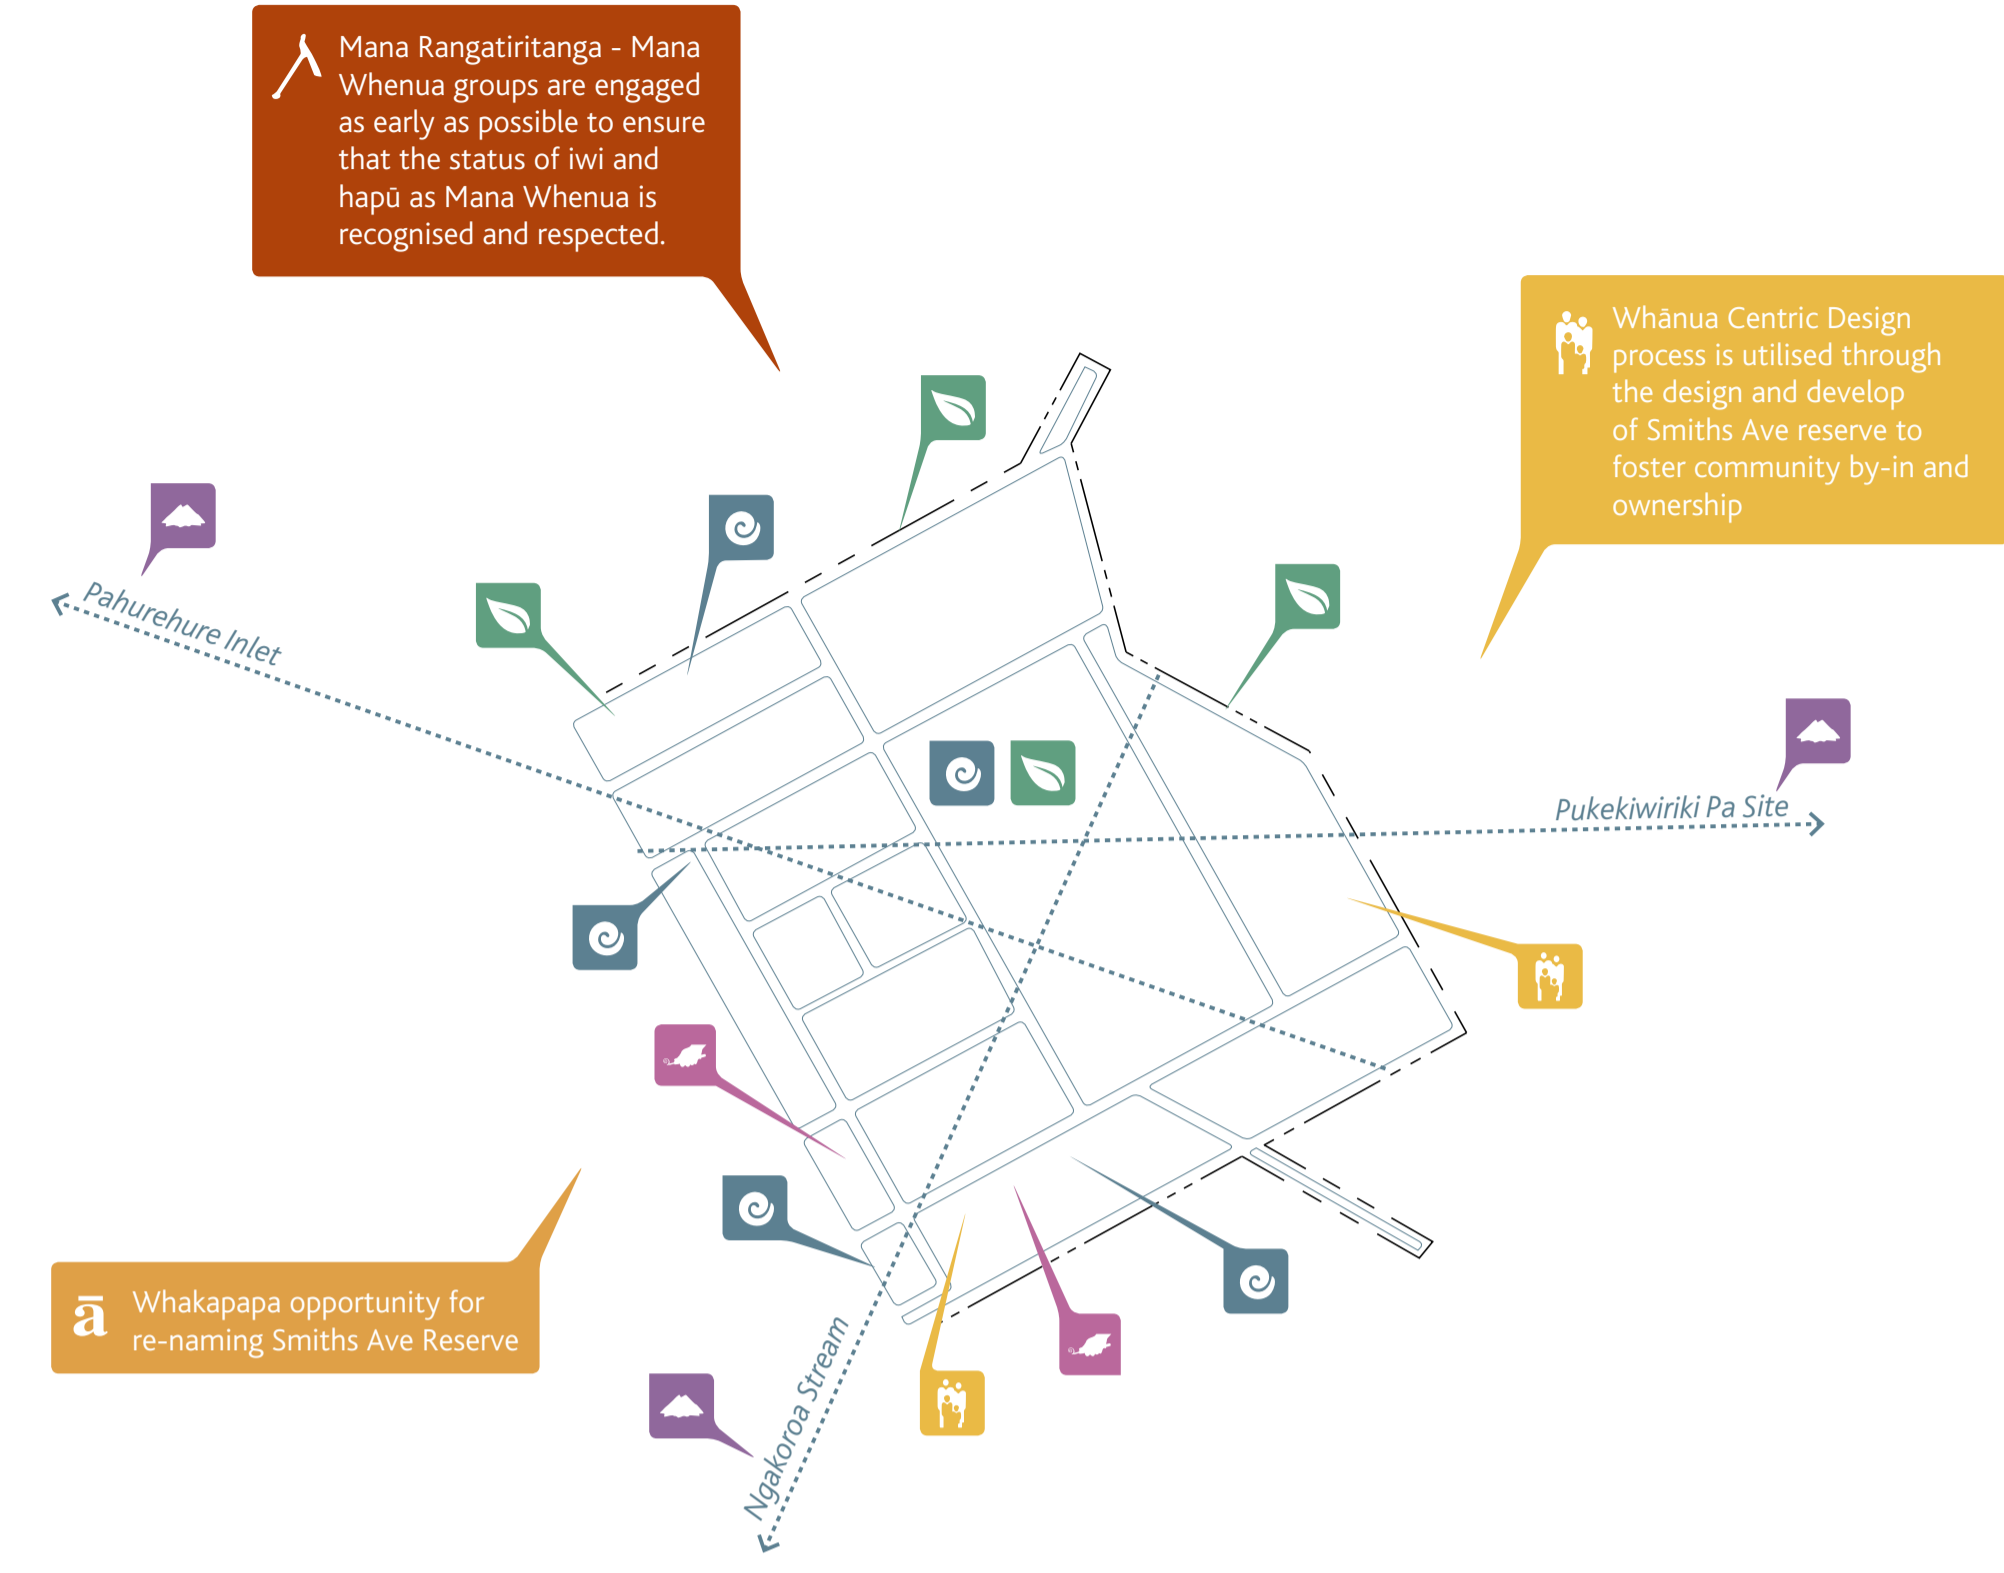 Mana Rangatiritanga - Mana
Whenua groups are engaged
as early as possible to ensure
that the status of iwi and
hapū as Mana Whenua is
recognised and respected.
Whānua Centric Design
process is utilised through
the design and develop
of Smiths Ave reserve to
foster community by-in and
ownership
Pahurehure Inlet
Pukekiwiriki Pa Site
ā
Whakapapa opportunity for
re-naming Smiths Ave Reserve
Ngakoroa Stream